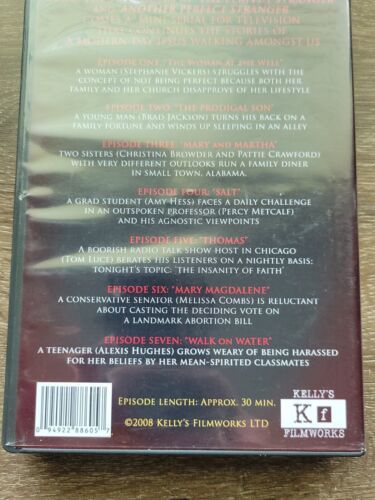 AND ANOTHER PERFECT STRANGER
COMES A MINI-SERIAL FOR TELEVISION
THAT CONTINUES THE STORIES OF
A MODERN DAY JESUS WALKING AMONGST US
EPISODE ONE "THE WOMAN AT THE WELL"
A WOMAN (STEPHANIE VICKERS) STRUGGLES WITH THE
CONCEPT OF NOT BEING PERFECT BECAUSE BOTH HER
FAMILY AND HER CHURCH DISAPPROVE OF HER LIFESTYLE
EPISODE TWO: "THE PRODIGAL SON"
A YOUNG MAN (BRAD JACKSON) TURNS HIS BACK ON A
FAMILY FORTUNE AND WINDS UP SLEEPING IN AN ALLEY
EPISODE THREE: "MARY AND MARTHA"
TWO SISTERS (CHRISTINA BROWDER AND PATTIE CRAWFORD)
WITH VERY DIFFERENT OUTLOOKS RUN A FAMILY DINER
IN SMALL TOWN, ALABAMA.
EPISODE FOUR: "SALT"
A GRAD STUDENT (AMY HESS) FACES A DAILY CHALLENGE
IN AN OUTSPOKEN PROFESSOR (PERCY METCALF)
AND HIS AGNOSTIC VIEWPOINTS
EPISODE FIVE: "THOMAS"
A BOORISH RADIO TALK SHOW HOST IN CHICAGO
(TOM LUCE) BERATES HIS LISTENERS ON A NIGHTLY BASIS;
TONIGHT'S TOPIC: 'THE INSANITY OF FAITH'
EPISODE SIX: "MARY MAGDALENE"
A CONSERVATIVE SENATOR (MELISSA COMBS) IS RELUCTANT
ABOUT CASTING THE DECIDING VOTE ON
A LANDMARK ABORTION BILL
EPISODE SEVEN: "WALK ON WATER"
A TEENAGER (ALEXIS HUGHES) GROWS WEARY OF BEING HARASSED
FOR HER BELIEFS BY HER MEAN-SPIRITED CLASSMATES
EPISODE LENGTH: APPROX. 30 MIN.
©2008 KELLY'S FILMWORKS LTD
0 94922 88605 7
KELLY'S
K f
FILMWORKS